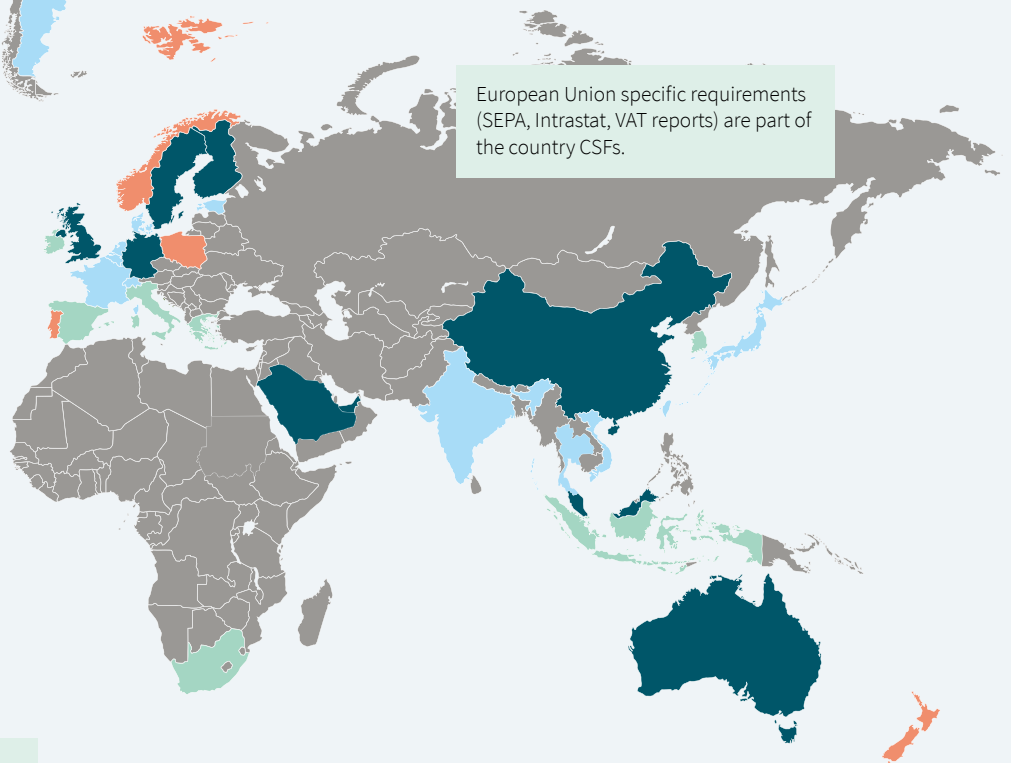 European Union specific requirements
(SEPA, Intrastat, VAT reports) are part of
the country CSFs.